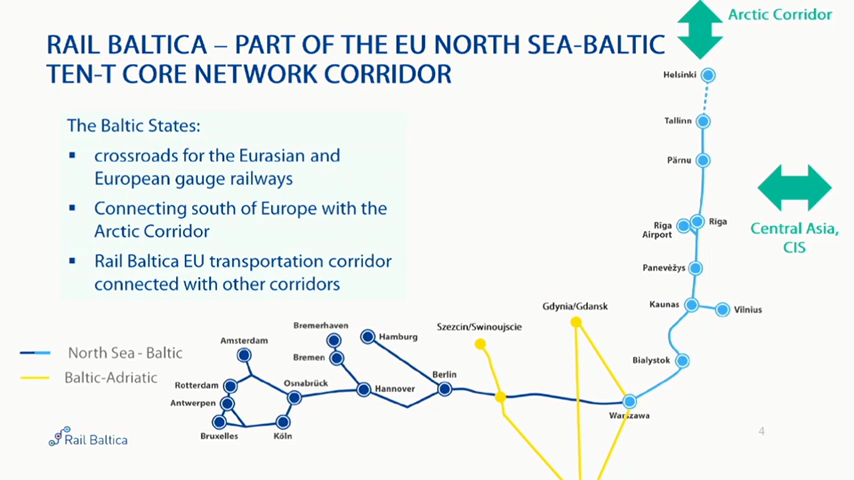 Arctic Corridor
RAIL BALTICA – PART OF THE EU NORTH SEA-BALTIC
TEN-T CORE NETWORK CORRIDOR
Helsinki
The Baltic States:
▪ crossroads for the Eurasian and
European gauge railways
▪ Connecting south of Europe with the
Arctic Corridor
▪ Rail Baltica EU transportation corridor
connected with other corridors
Tallinn
Pärnu
Rīga
Airport
Rīga
Central Asia,
CIS
Panevėžys
Kaunas
Vilnius
Gdynia/Gdansk
Szezcin/Swinoujscie
Bremerhaven
Hamburg
Amsterdam
North Sea - Baltic
Bremen
Bialystok
Baltic-Adriatic
Rotterdam
Osnabrück
Hannover
Berlin
Antwerpen
Warszawa
Bruxelles
Köln
Rail Baltica
4